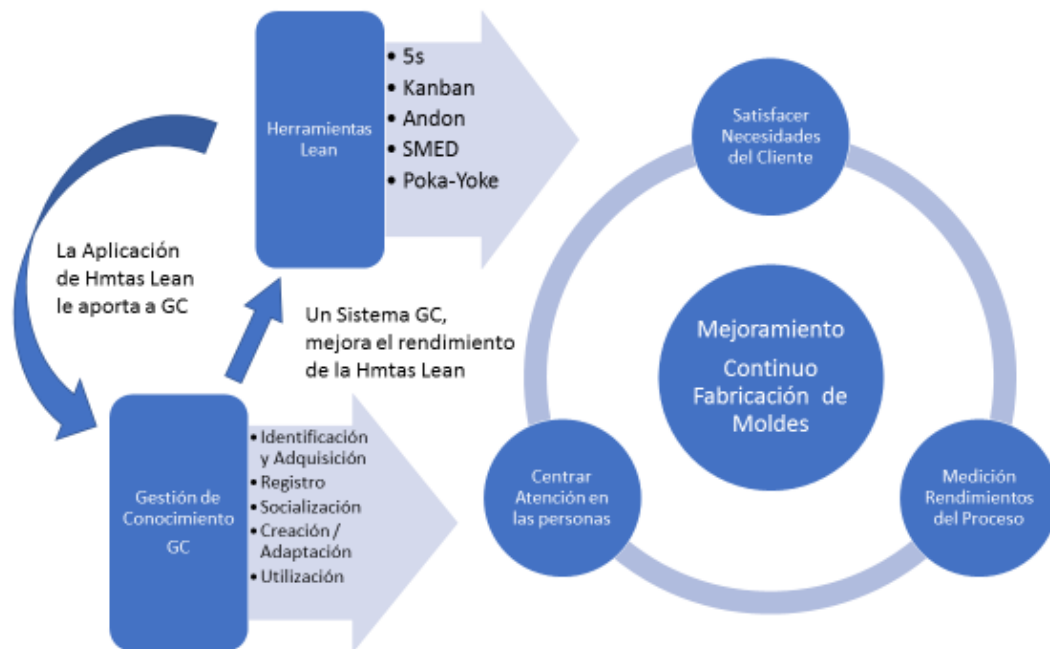 Herramientas
Lean
• 5s
• Kanban
• Andon
• SMED
• Poka-Yoke
La Aplicación
de Hmtas Lean
le aporta a GC
Un Sistema GC,
mejora el rendimiento
de la Hmtas Lean
Gestión de
Conocimiento
GC
• Identificación
y Adquisición
• Registro
• Socialización
• Creación /
Adaptación
• Utilización
Satisfacer
Necesidades
del Cliente
Mejoramiento
Continuo
Fabricación de
Moldes
Centrar
Atención en
las personas
Medición
Rendimientos
del Proceso